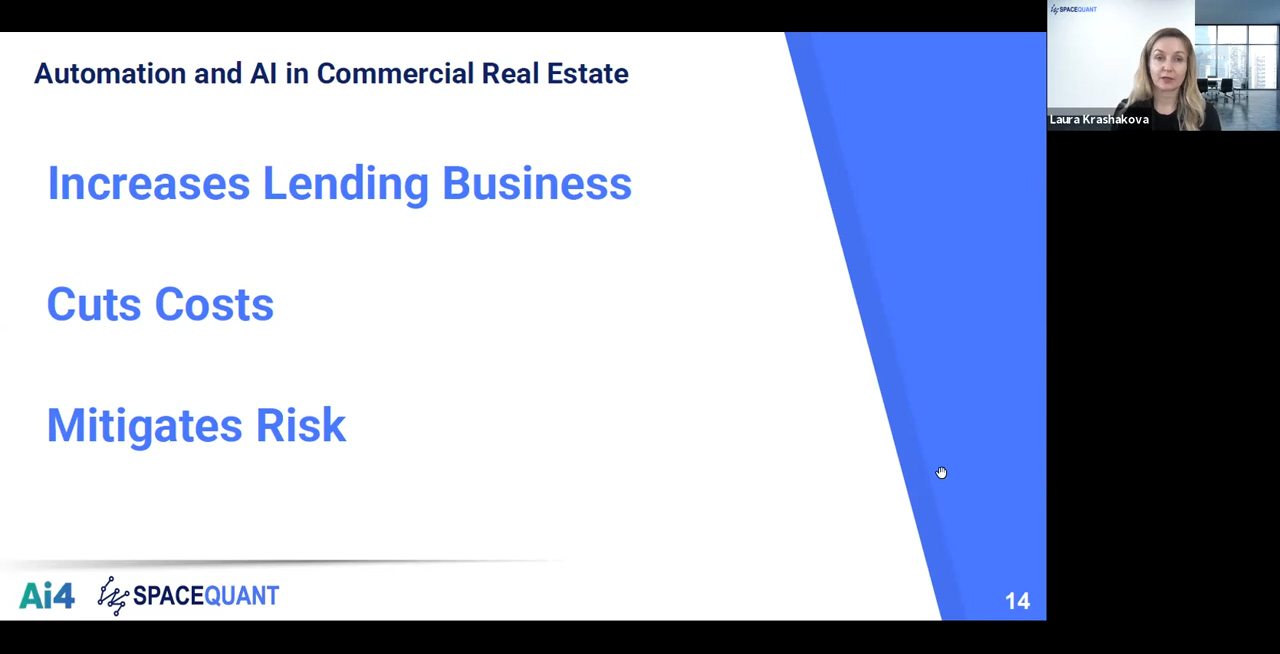 Automation and AI in Commercial Real Estate
Increases Lending Business
Cuts Costs
Mitigates Risk
Ai4 SPACEQUANT
14
SPACEQUANT
Laura Krashakova